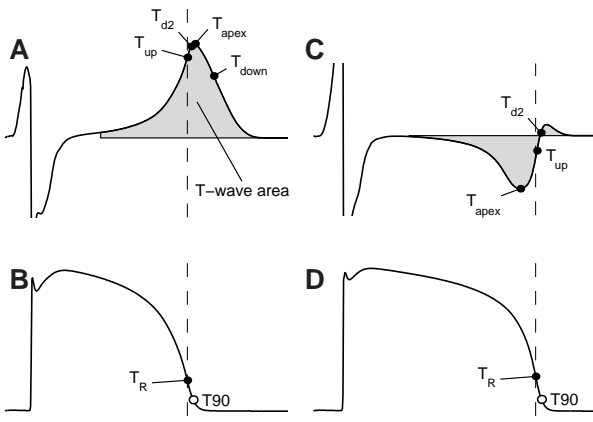 A
T_d2
T_apex
T_up
T_down
T−wave area
C
T_d2
T_up
T_apex
B
T_R
T90
D
T_R
T90